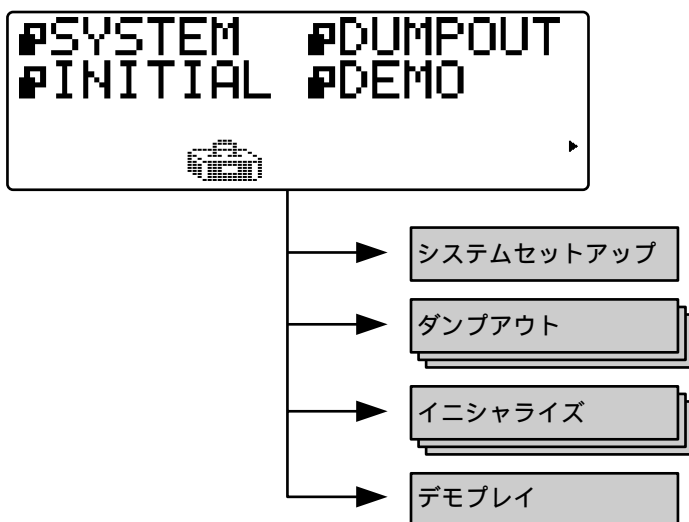 SYSTEM DUMPOUT
INITIAL DEMO
システムセットアップ
ダンプアウト
イニシャライズ
デモプレイ